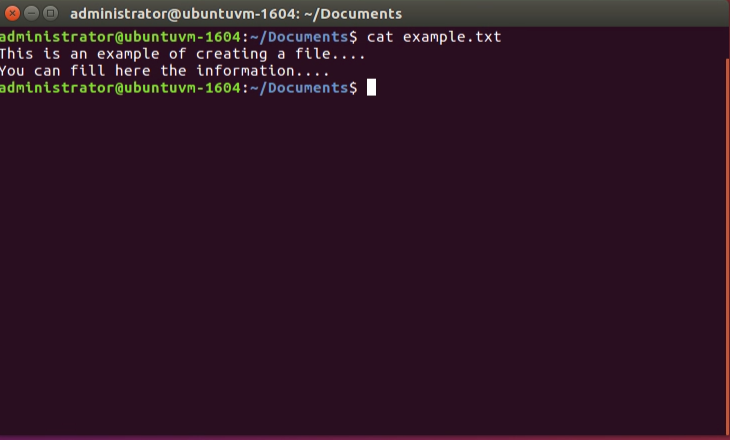 administrator@ubuntuvm-1604: ~/Documents
administrator@ubuntuvm-1604:~/Documents$ cat example.txt
This is an example of creating a file....
You can fill here the information....
administrator@ubuntuvm-1604:~/Documents$